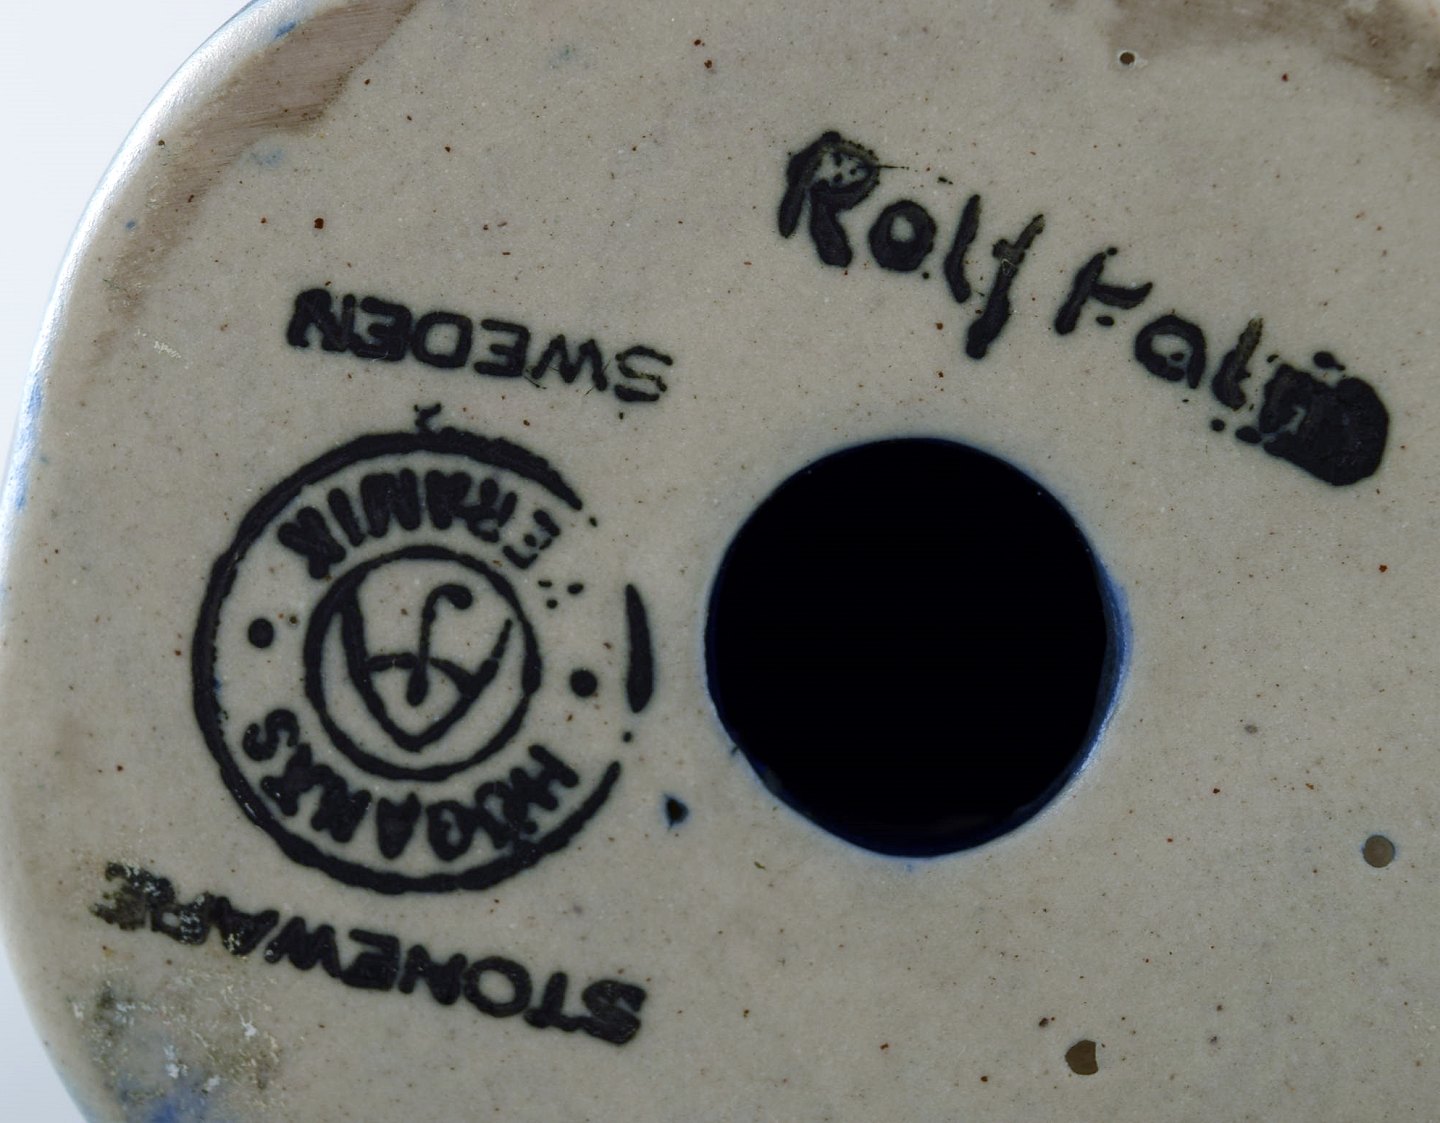 Rolf Palm
STONEWARE
HÖGANÄS
KERAMIK
SWEDEN